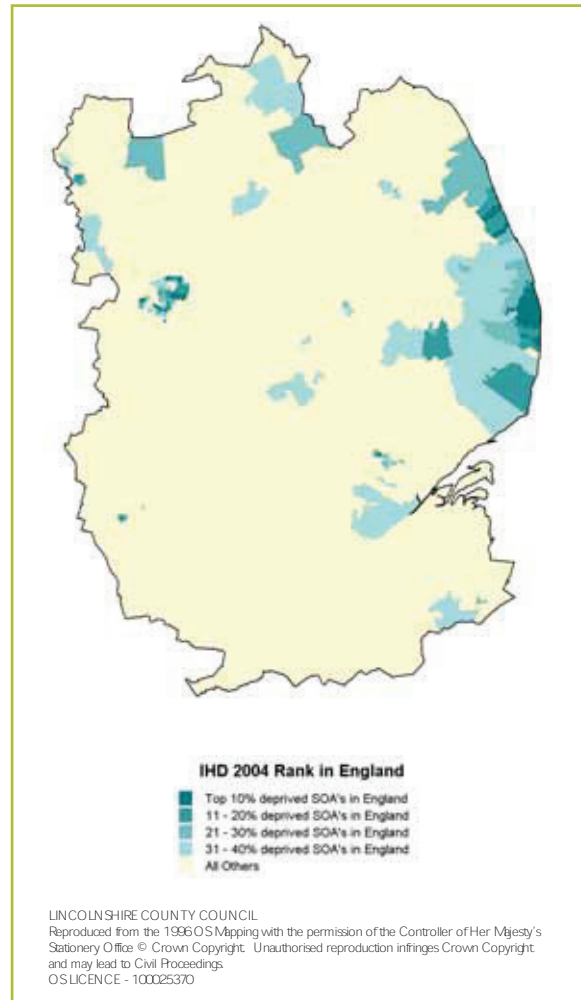 IHD 2004 Rank in England
Top 10% deprived SOA's in England
11 - 20% deprived SOA's in England
21 - 30% deprived SOA's in England
31 - 40% deprived SOA's in England
All Others
LINCOLNSHIRE COUNTY COUNCIL
Reproduced from the 1996 OS Mapping with the permission of the Controller of Her Majesty's
Stationery Office © Crown Copyright. Unauthorised reproduction infringes Crown Copyright
and may lead to Civil Proceedings.
OS LICENCE - 100025370